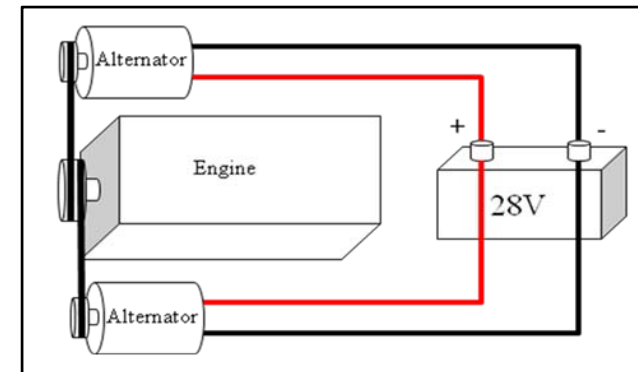 Alternator
+
-
Engine
28V
Alternator